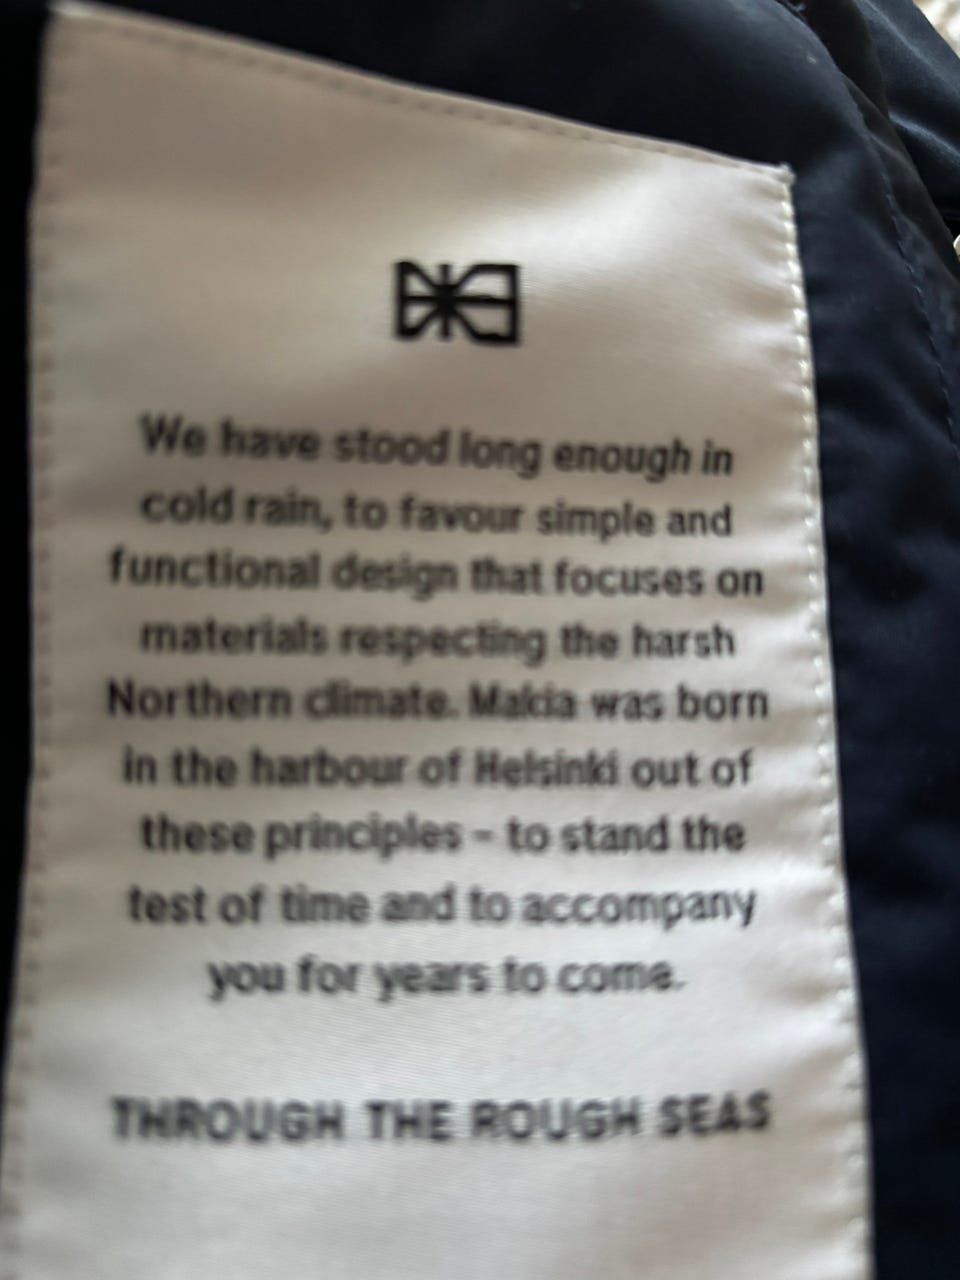 We have stood long enough in
cold rain, to favour simple and
functional design that focuses on
materials respecting the harsh
Northern climate. Makia was born
in the harbour of Helsinki out of
these principles – to stand the
test of time and to accompany
you for years to come.
THROUGH THE ROUGH SEAS